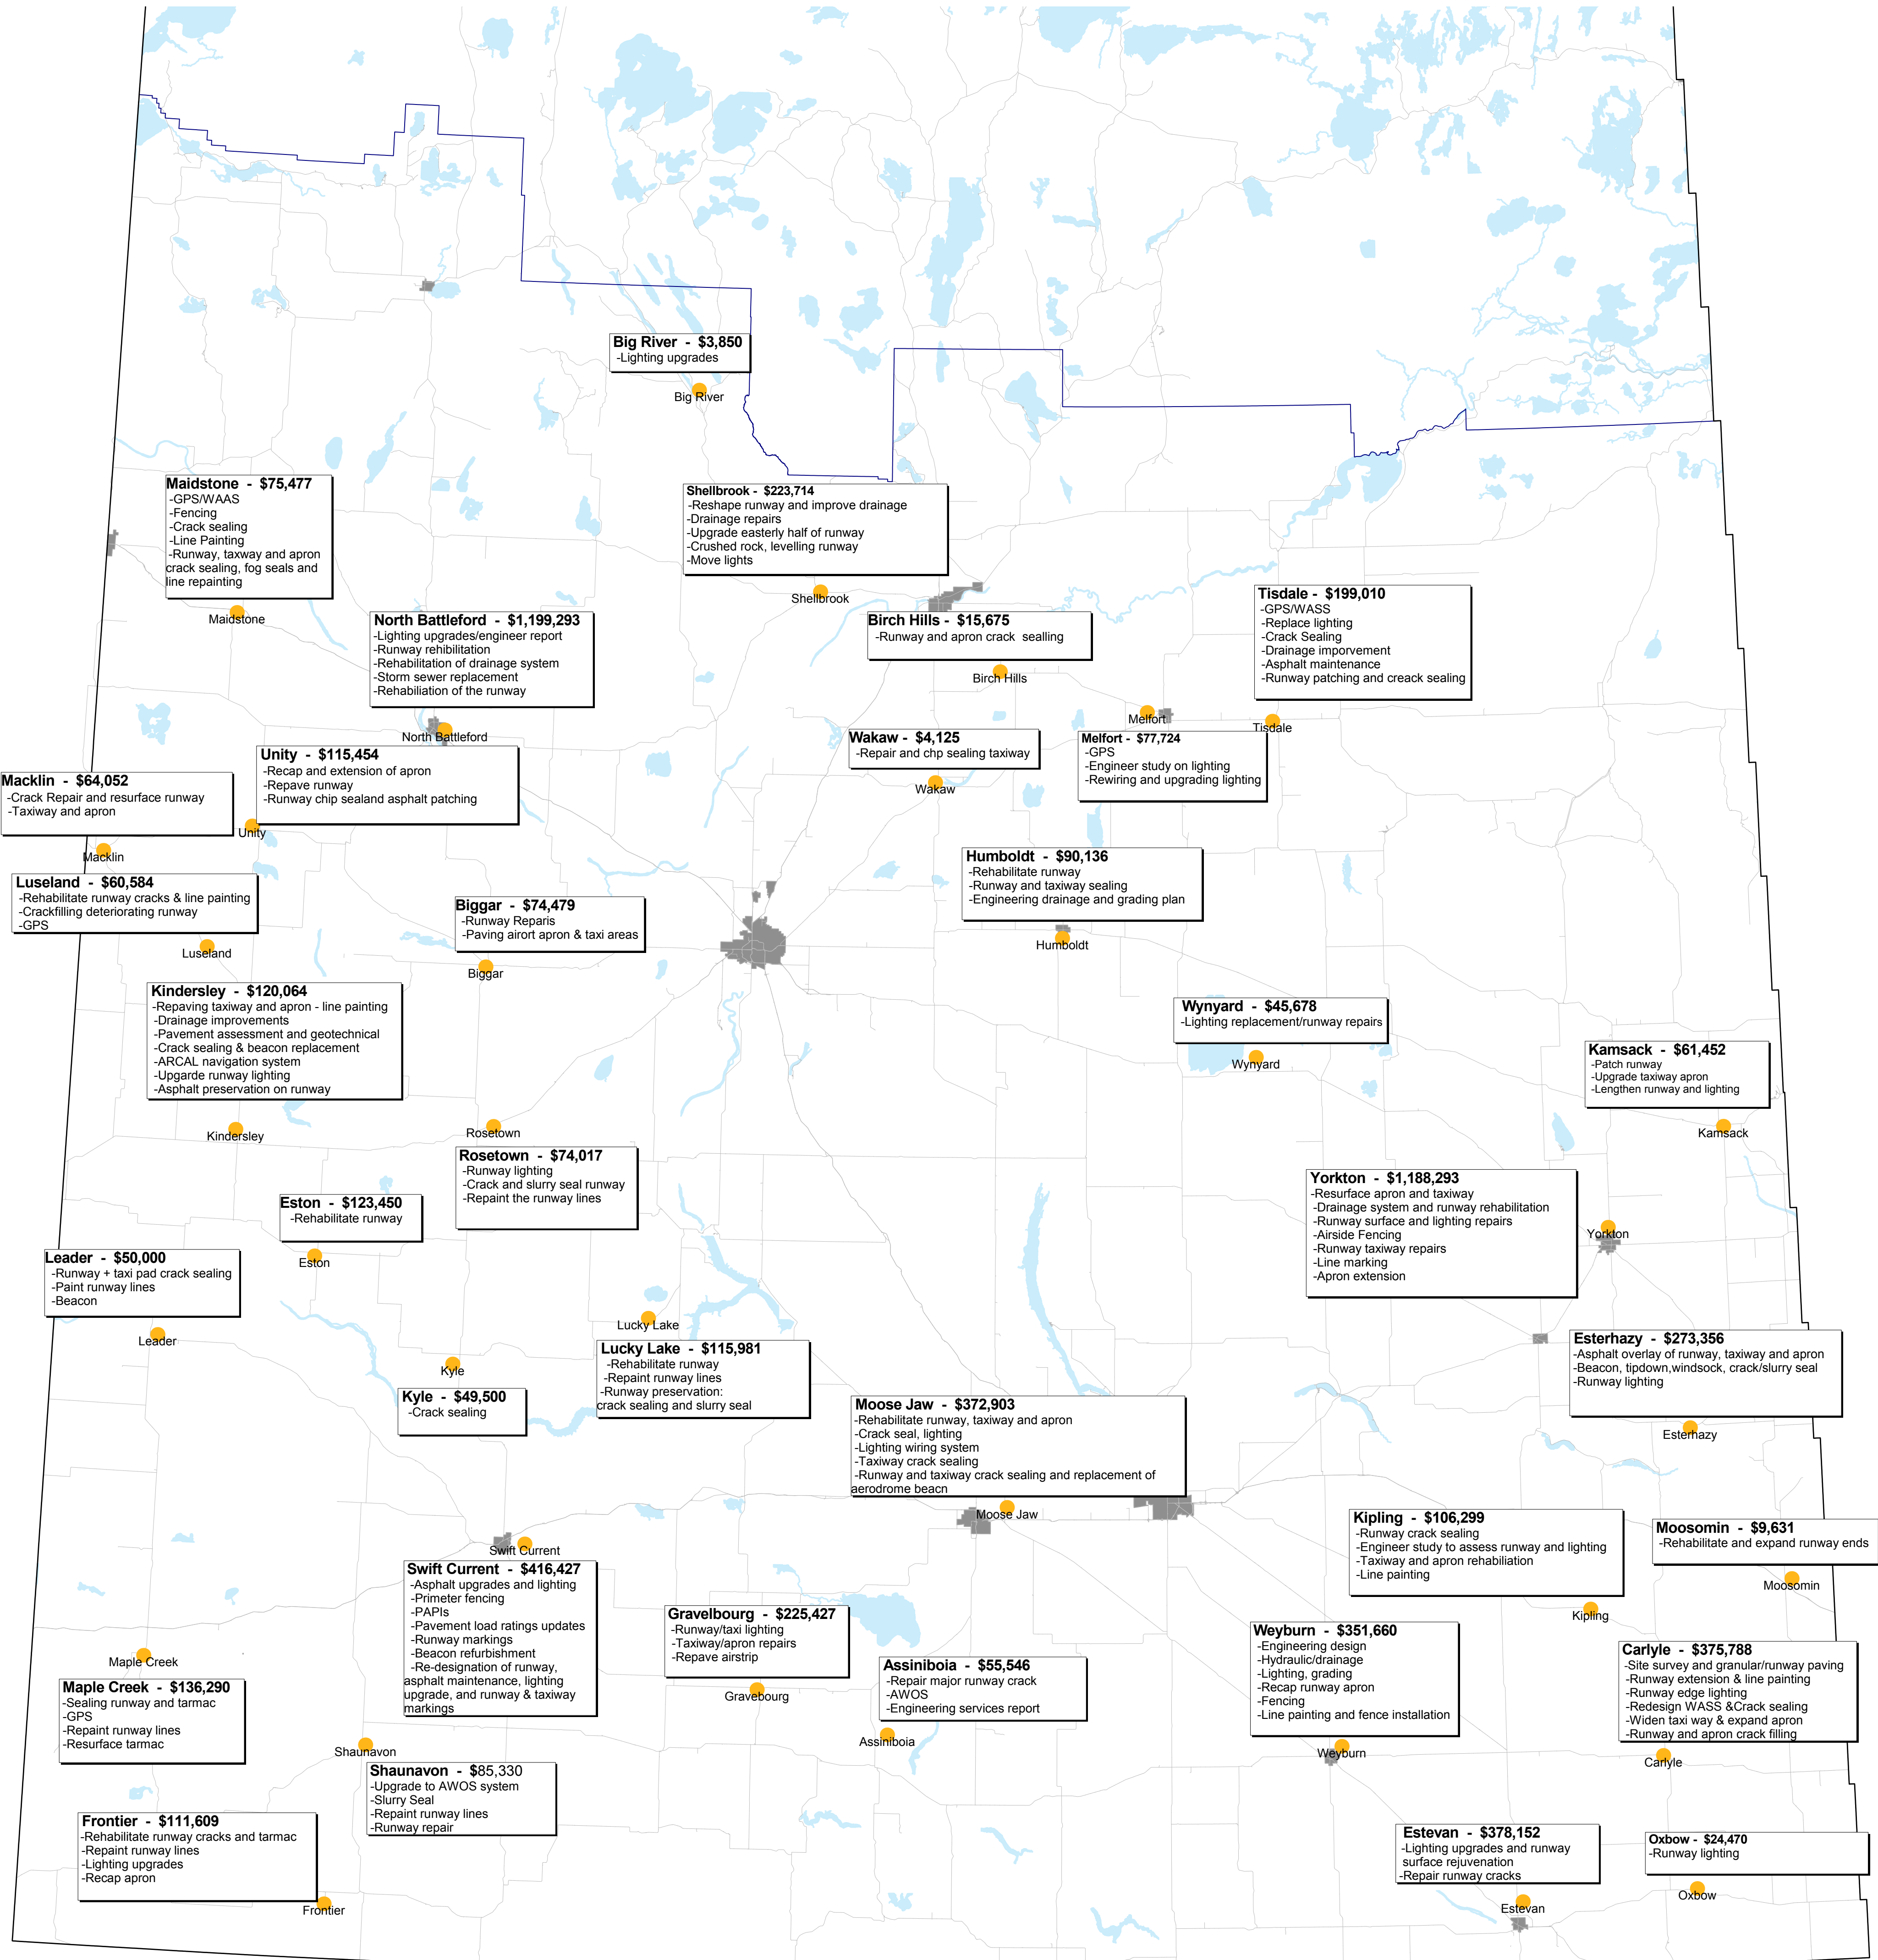 Big River - $3,850
-Lighting upgrades
Big River
Maidstone - $75,477
-GPS/WAAS
-Fencing
-Crack sealing
-Line Painting
-Runway, taxway and apron
crack sealing, fog seals and
line repainting
Maidstone
Shellbrook - $223,714
-Reshape runway and improve drainage
-Drainage repairs
-Upgrade easterly half of runway
-Crushed rock, levelling runway
-Move lights
Shellbrook
North Battleford - $1,199,293
-Lighting upgrades/engineer report
-Runway rehibilitation
-Rehabilitation of drainage system
-Storm sewer replacement
-Rehabiliation of the runway
North Battleford
Birch Hills - $15,675
-Runway and apron crack sealling
Birch Hills
Tisdale - $199,010
-GPS/WASS
-Replace lighting
-Crack Sealing
-Drainage imporvement
-Asphalt maintenance
-Runway patching and creack sealing
Tisdale
Melfort
Melfort - $77,724
-GPS
-Engineer study on lighting
-Rewiring and upgrading lighting
Wakaw - $4,125
-Repair and chp sealing taxiway
Wakaw
Unity - $115,454
-Recap and extension of apron
-Repave runway
-Runway chip sealand asphalt patching
Unity
Macklin - $64,052
-Crack Repair and resurface runway
-Taxiway and apron
Macklin
Luseland - $60,584
-Rehabilitate runway cracks & line painting
-Crackfilling deteriorating runway
-GPS
Luseland
Biggar - $74,479
-Runway Reparis
-Paving airort apron & taxi areas
Biggar
Humboldt - $90,136
-Rehabilitate runway
-Runway and taxiway sealing
-Engineering drainage and grading plan
Humboldt
Kindersley - $120,064
-Repaving taxiway and apron - line painting
-Drainage improvements
-Pavement assessment and geotechnical
-Crack sealing & beacon replacement
-ARCAL navigation system
-Upgarde runway lighting
-Asphalt preservation on runway
Kindersley
Wynyard - $45,678
-Lighting replacement/runway repairs
Wynyard
Kamsack - $61,452
-Patch runway
-Upgrade taxiway apron
-Lengthen runway and lighting
Kamsack
Rosetown
Rosetown - $74,017
-Runway lighting
-Crack and slurry seal runway
-Repaint the runway lines
Eston - $123,450
-Rehabilitate runway
Eston
Yorkton - $1,188,293
-Resurface apron and taxiway
-Drainage system and runway rehabilitation
-Runway surface and lighting repairs
-Airside Fencing
-Runway taxiway repairs
-Line marking
-Apron extension
Yorkton
Leader - $50,000
-Runway + taxi pad crack sealing
-Paint runway lines
-Beacon
Leader
Lucky Lake
Lucky Lake - $115,981
-Rehabilitate runway
-Repaint runway lines
-Runway preservation:
crack sealing and slurry seal
Kyle
Kyle - $49,500
-Crack sealing
Esterhazy - $273,356
-Asphalt overlay of runway, taxiway and apron
-Beacon, tipdown,windsock, crack/slurry seal
-Runway lighting
Esterhazy
Moose Jaw - $372,903
-Rehabilitate runway, taxiway and apron
-Crack seal, lighting
-Lighting wiring system
-Taxiway crack sealing
-Runway and taxiway crack sealing and replacement of
aerodrome beacn
Moose Jaw
Swift Current
Swift Current - $416,427
-Asphalt upgrades and lighting
-Primeter fencing
-PAPIs
-Pavement load ratings updates
-Runway markings
-Beacon refurbishment
-Re-designation of runway,
asphalt maintenance, lighting
upgrade, and runway & taxiway
markings
Kipling - $106,299
-Runway crack sealing
-Engineer study to assess runway and lighting
-Taxiway and apron rehabiliation
-Line painting
Kipling
Moosomin - $9,631
-Rehabilitate and expand runway ends
Moosomin
Gravelbourg - $225,427
-Runway/taxi lighting
-Taxiway/apron repairs
-Repave airstrip
Gravebourg
Assiniboia - $55,546
-Repair major runway crack
-AWOS
-Engineering services report
Assiniboia
Weyburn - $351,660
-Engineering design
-Hydraulic/drainage
-Lighting, grading
-Recap runway apron
-Fencing
-Line painting and fence installation
Weyburn
Carlyle - $375,788
-Site survey and granular/runway paving
-Runway extension & line painting
-Runway edge lighting
-Redesign WASS &Crack sealing
-Widen taxi way & expand apron
-Runway and apron crack filling
Carlyle
Maple Creek
Maple Creek - $136,290
-Sealing runway and tarmac
-GPS
-Repaint runway lines
-Resurface tarmac
Shaunavon
Shaunavon - $85,330
-Upgrade to AWOS system
-Slurry Seal
-Repaint runway lines
-Runway repair
Frontier - $111,609
-Rehabilitate runway cracks and tarmac
-Repaint runway lines
-Lighting upgrades
-Recap apron
Frontier
Estevan - $378,152
-Lighting upgrades and runway
surface rejuvenation
-Repair runway cracks
Estevan
Oxbow - $24,470
-Runway lighting
Oxbow